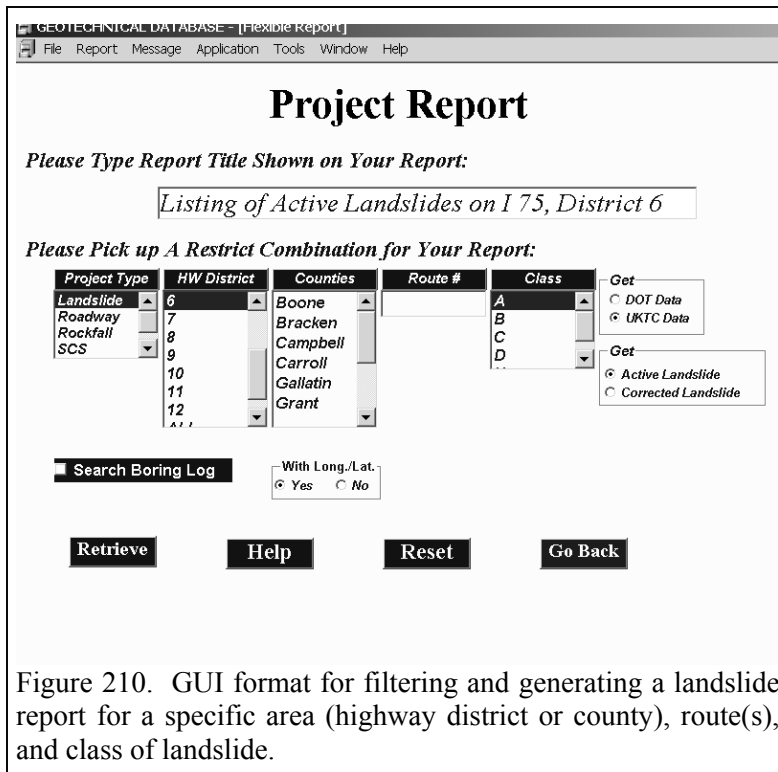 GEOTECHNICAL DATABASE - [Flexible Report]
File Report Message Application Tools Window Help
Project Report
Please Type Report Title Shown on Your Report:
Listing of Active Landslides on I 75, District 6
Please Pick up A Restrict Combination for Your Report:
Project Type HW District Counties Route # Class
Landslide
Roadway
Rockfall
SCS
6
7
8
9
10
11
12
ALL
Boone
Bracken
Campbell
Carroll
Gallatin
Grant
A
B
C
D
Get
DOT Data
UKTC Data
Get
Active Landslide
Corrected Landslide
Search Boring Log
With Long./Lat.
Yes No
Retrieve Help Reset Go Back
Figure 210. GUI format for filtering and generating a landslide
report for a specific area (highway district or county), route(s),
and class of landslide.